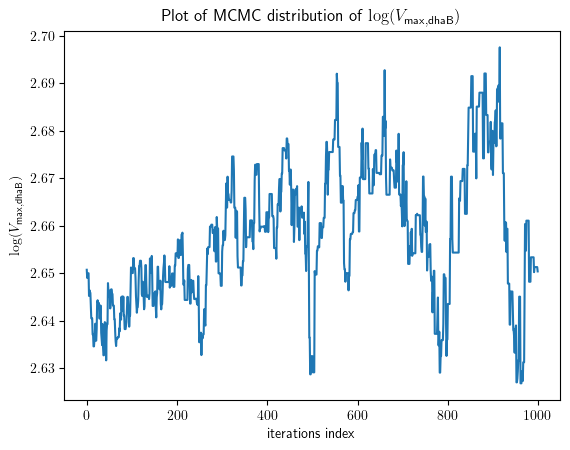 Plot of MCMC distribution of log(V_max,dhaB)
log(V_max,dhaB)
2.70
2.69
2.68
2.67
2.66
2.65
2.64
2.63
0 200 400 600 800 1000
iterations index